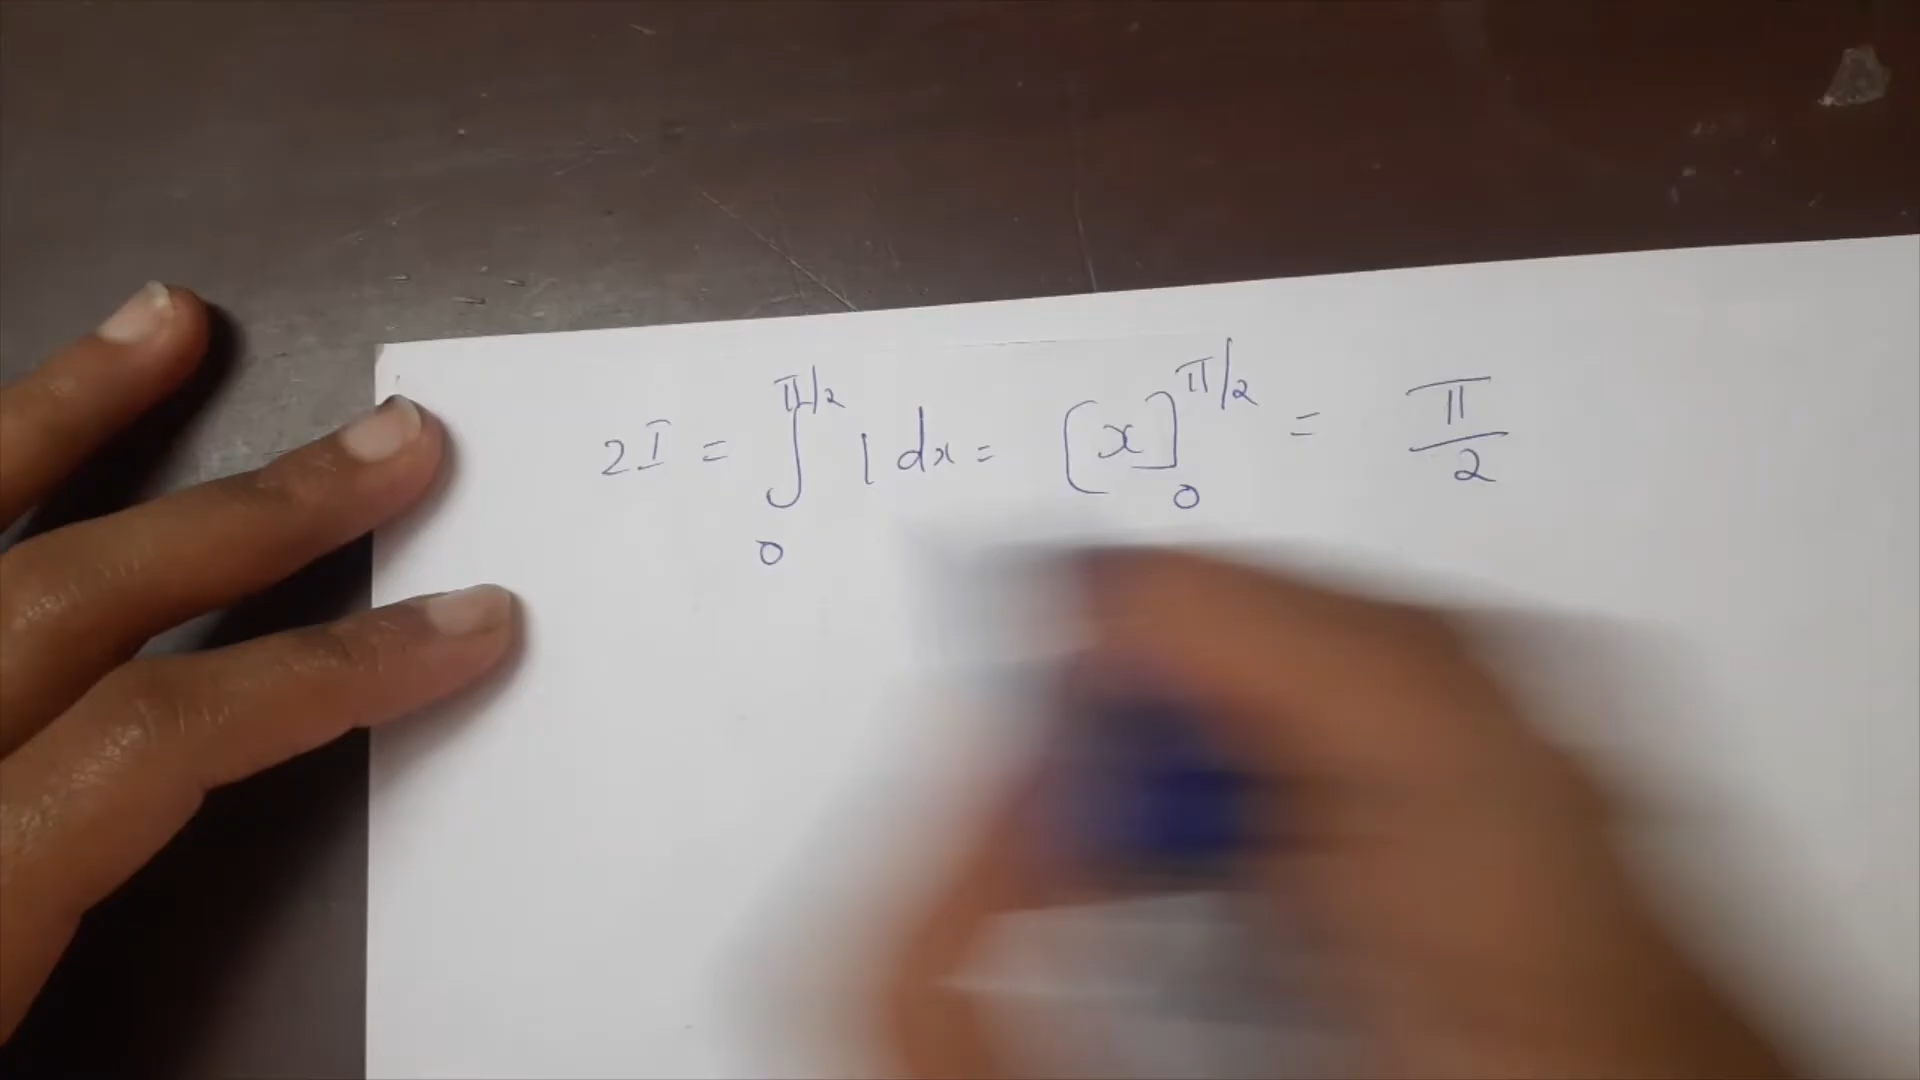 2I = ∫₀^π/2 1 dx = [x]₀^π/2 = π/2